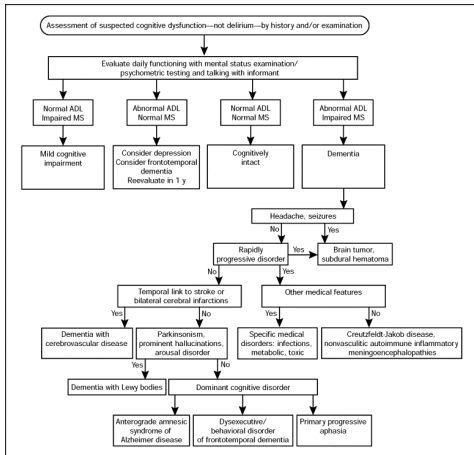 Assessment of suspected cognitive dysfunction—not delirium—by history and/or examination
Evaluate daily functioning with mental status examination/
psychometric testing and talking with informant
Normal ADL
Impaired MS
Abnormal ADL
Normal MS
Normal ADL
Normal MS
Abnormal ADL
Impaired MS
Mild cognitive
impairment
Consider depression
Consider frontotemporal
dementia
Reevaluate in 1 y
Cognitively
intact
Dementia
Headache, seizures
No
Yes
Rapidly
progressive disorder
Yes
Brain tumor,
subdural hematoma
No
Yes
Temporal link to stroke or
bilateral cerebral infarctions
Other medical features
Yes
No
Yes
No
Dementia with
cerebrovascular disease
Parkinsonism,
prominent hallucinations,
arousal disorder
Specific medical
disorders: infections,
metabolic, toxic
Creutzfeldt-Jakob disease,
nonvasculitic autoimmune inflammatory
meningoencephalopathies
Yes
No
Dementia with Lewy bodies
Dominant cognitive disorder
Anterograde amnesic
syndrome of
Alzheimer disease
Dysexecutive/
behavioral disorder
of frontotemporal dementia
Primary progressive
aphasia